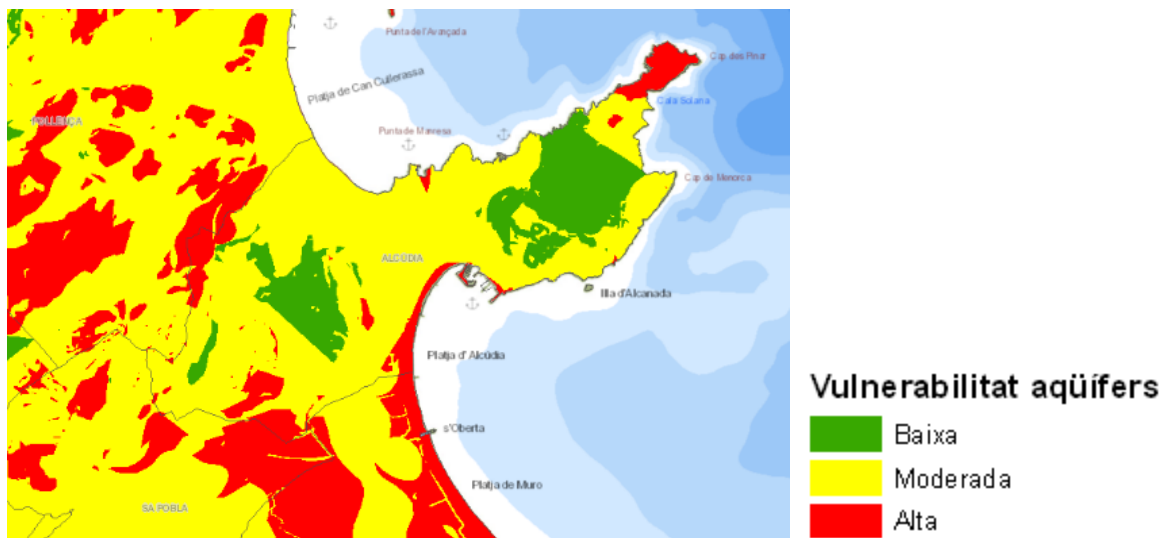 Punta de l'Avançada
Cap des Pinar
Platja de Can Cullerassa
Cala Solana
POLLENÇA
Punta de Manresa
Cap de Menorca
ALCÚDIA
Illa d'Alcanada
Platja d' Alcúdia
s'Oberta
Platja de Muro
SA POBLA
Vulnerabilitat aqüífers
Baixa
Moderada
Alta